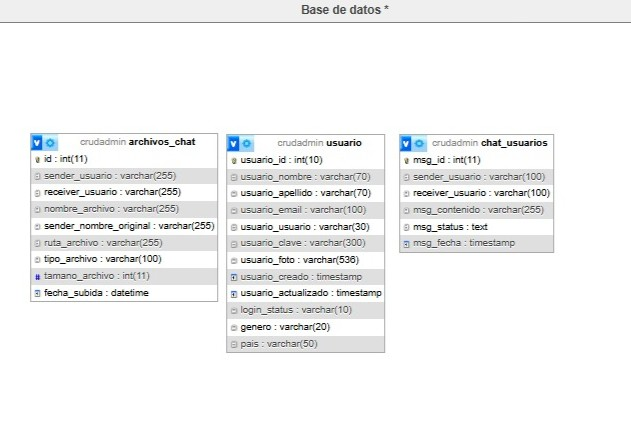 Base de datos *
crudadmin archivos_chat
id : int(11)
sender_usuario : varchar(255)
receiver_usuario : varchar(255)
nombre_archivo : varchar(255)
sender_nombre_original : varchar(255)
ruta_archivo : varchar(255)
tipo_archivo : varchar(100)
tamano_archivo : int(11)
fecha_subida : datetime
crudadmin usuario
usuario_id : int(10)
usuario_nombre : varchar(70)
usuario_apellido : varchar(70)
usuario_email : varchar(100)
usuario_usuario : varchar(30)
usuario_clave : varchar(300)
usuario_foto : varchar(536)
usuario_creado : timestamp
usuario_actualizado : timestamp
login_status : varchar(10)
genero : varchar(20)
pais : varchar(50)
crudadmin chat_usuarios
msg_id : int(11)
sender_usuario : varchar(100)
receiver_usuario : varchar(100)
msg_contenido : varchar(255)
msg_status : text
msg_fecha : timestamp